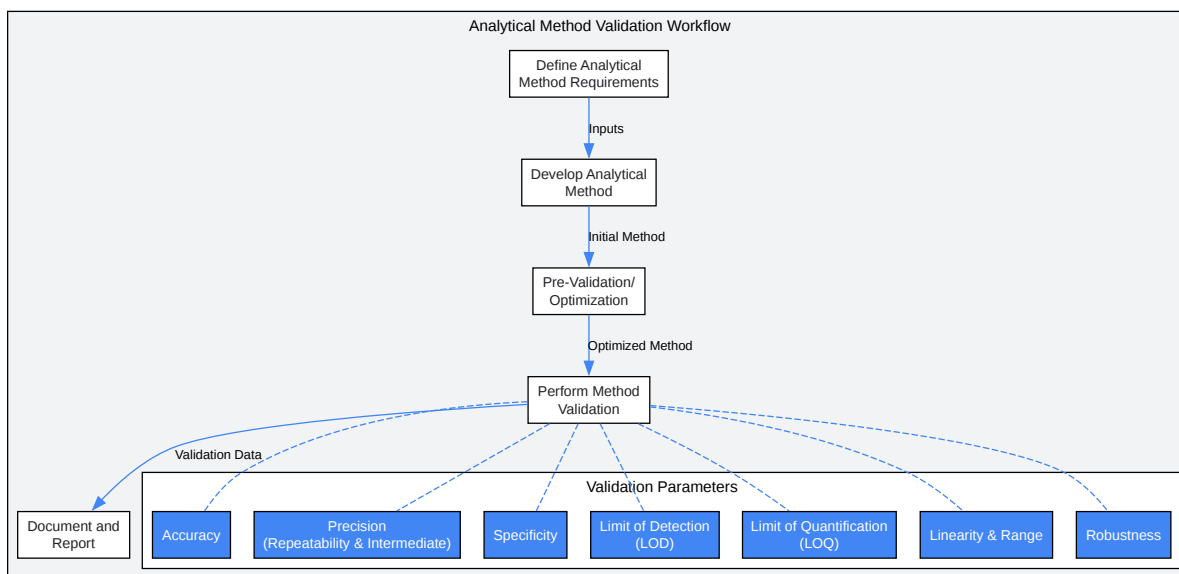 Analytical Method Validation Workflow
Define Analytical
Method Requirements
Inputs
Develop Analytical
Method
Initial Method
Pre-Validation/
Optimization
Optimized Method
Perform Method
Validation
Validation Data
Validation Parameters
Document and
Report
Accuracy
Precision
(Repeatability & Intermediate)
Specificity
Limit of Detection
(LOD)
Limit of Quantification
(LOQ)
Linearity & Range
Robustness